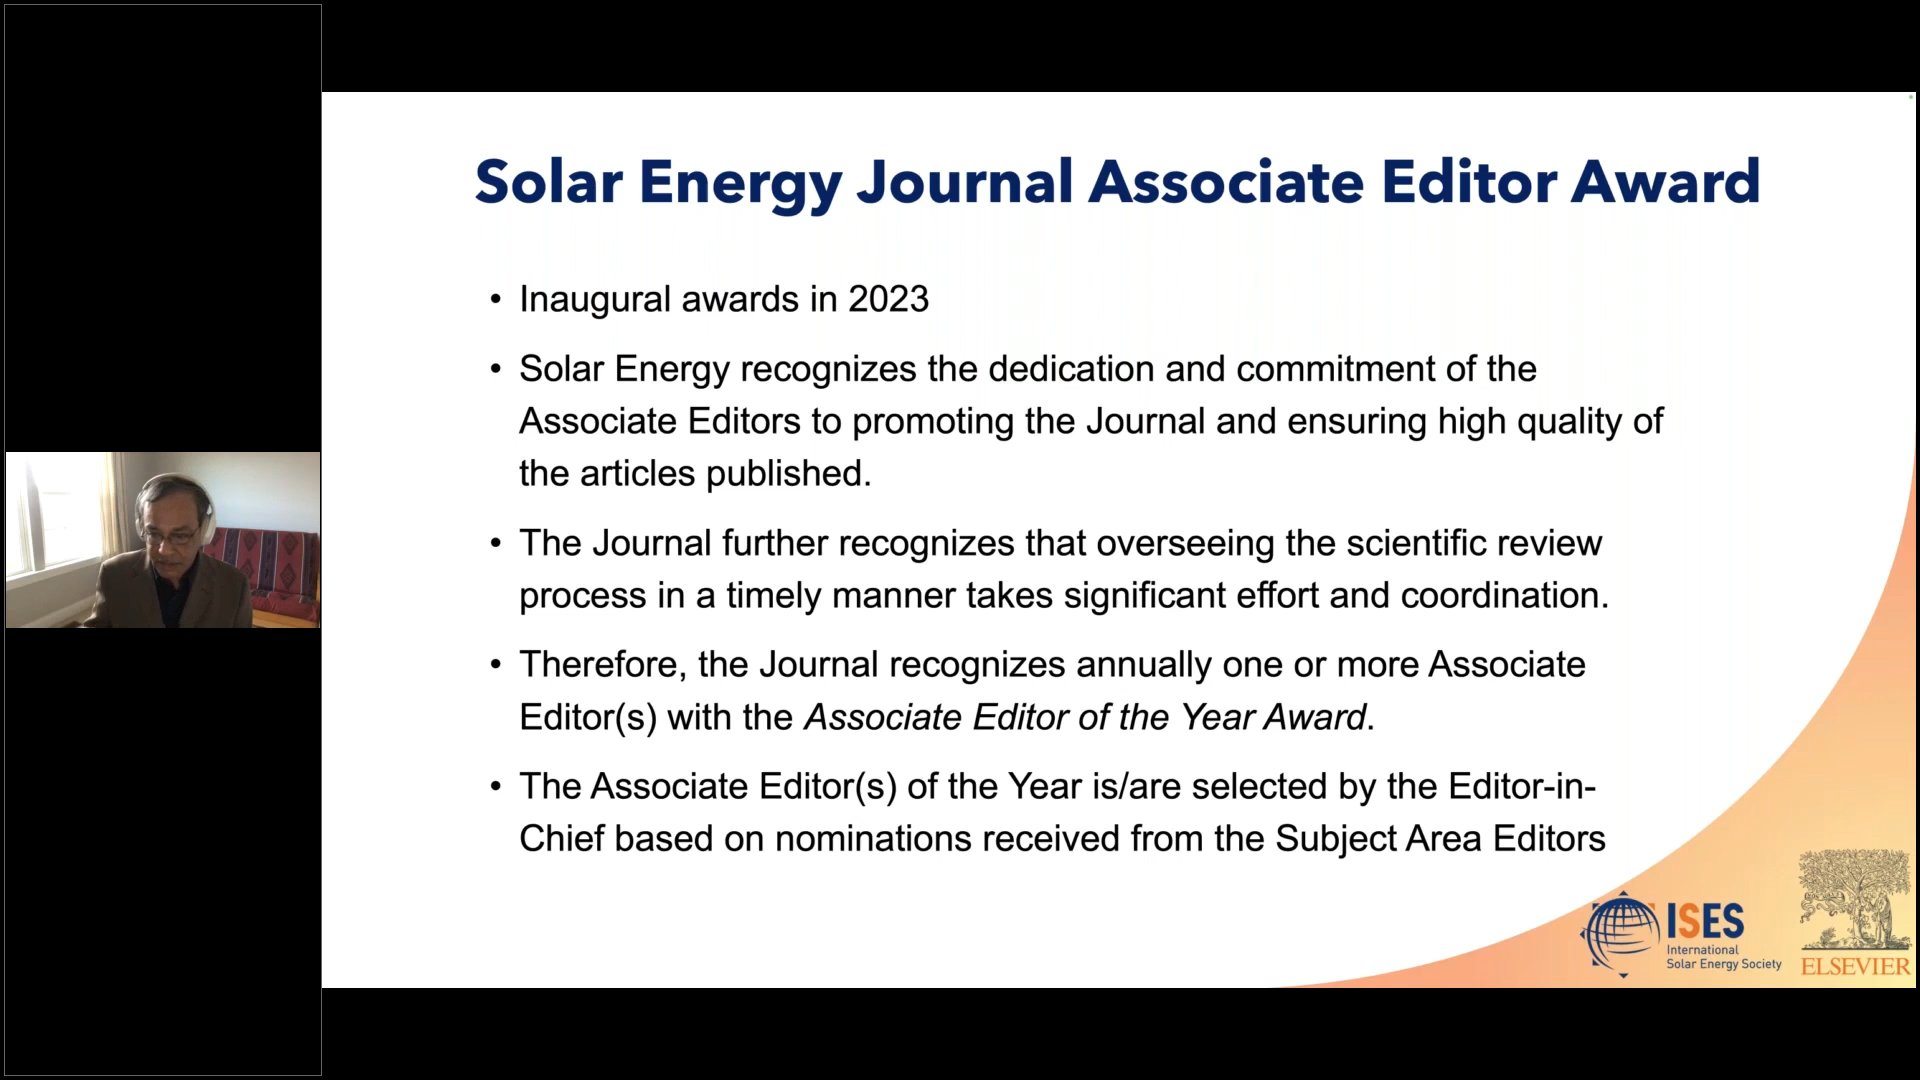 Solar Energy Journal Associate Editor Award
• Inaugural awards in 2023
• Solar Energy recognizes the dedication and commitment of the
Associate Editors to promoting the Journal and ensuring high quality of
the articles published.
• The Journal further recognizes that overseeing the scientific review
process in a timely manner takes significant effort and coordination.
• Therefore, the Journal recognizes annually one or more Associate
Editor(s) with the Associate Editor of the Year Award.
• The Associate Editor(s) of the Year is/are selected by the Editor-in-
Chief based on nominations received from the Subject Area Editors
ISES
International
Solar Energy Society
ELSEVIER